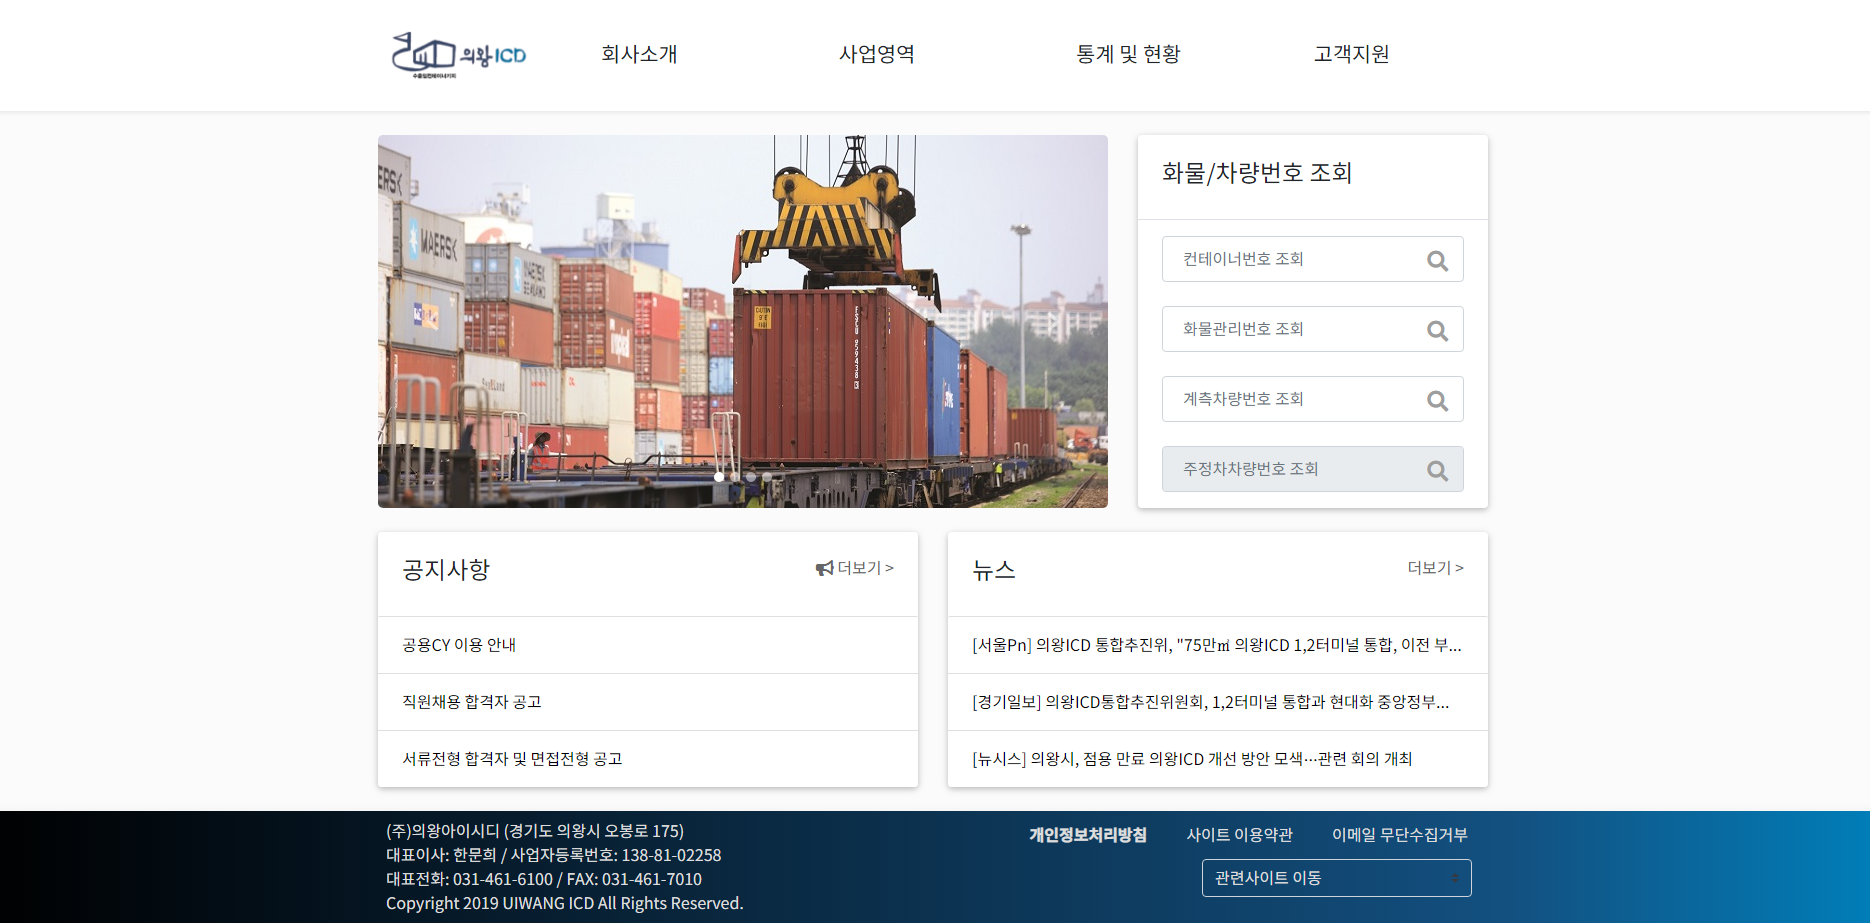 의왕ICD
수출입컨테이너기지
회사소개
사업영역
통계 및 현황
고객지원
MAERSK
MAERSK
SeaLand
CAUTION
화물/차량번호 조회
컨테이너번호 조회
화물관리번호 조회
계측차량번호 조회
주정차차량번호 조회
공지사항
더보기 >
공용CY 이용 안내
직원채용 합격자 공고
서류전형 합격자 및 면접전형 공고
뉴스
더보기 >
[서울Pn] 의왕ICD 통합추진위, "75만㎡ 의왕ICD 1,2터미널 통합, 이전 부...
[경기일보] 의왕ICD통합추진위원회, 1,2터미널 통합과 현대화 중앙정부...
[뉴시스] 의왕시, 점용 만료 의왕ICD 개선 방안 모색…관련 회의 개최
(주)의왕아이시디 (경기도 의왕시 오봉로 175)
대표이사: 한문희 / 사업자등록번호: 138-81-02258
대표전화: 031-461-6100 / FAX: 031-461-7010
Copyright 2019 UIWANG ICD All Rights Reserved.
개인정보처리방침
사이트 이용약관
이메일 무단수집거부
관련사이트 이동